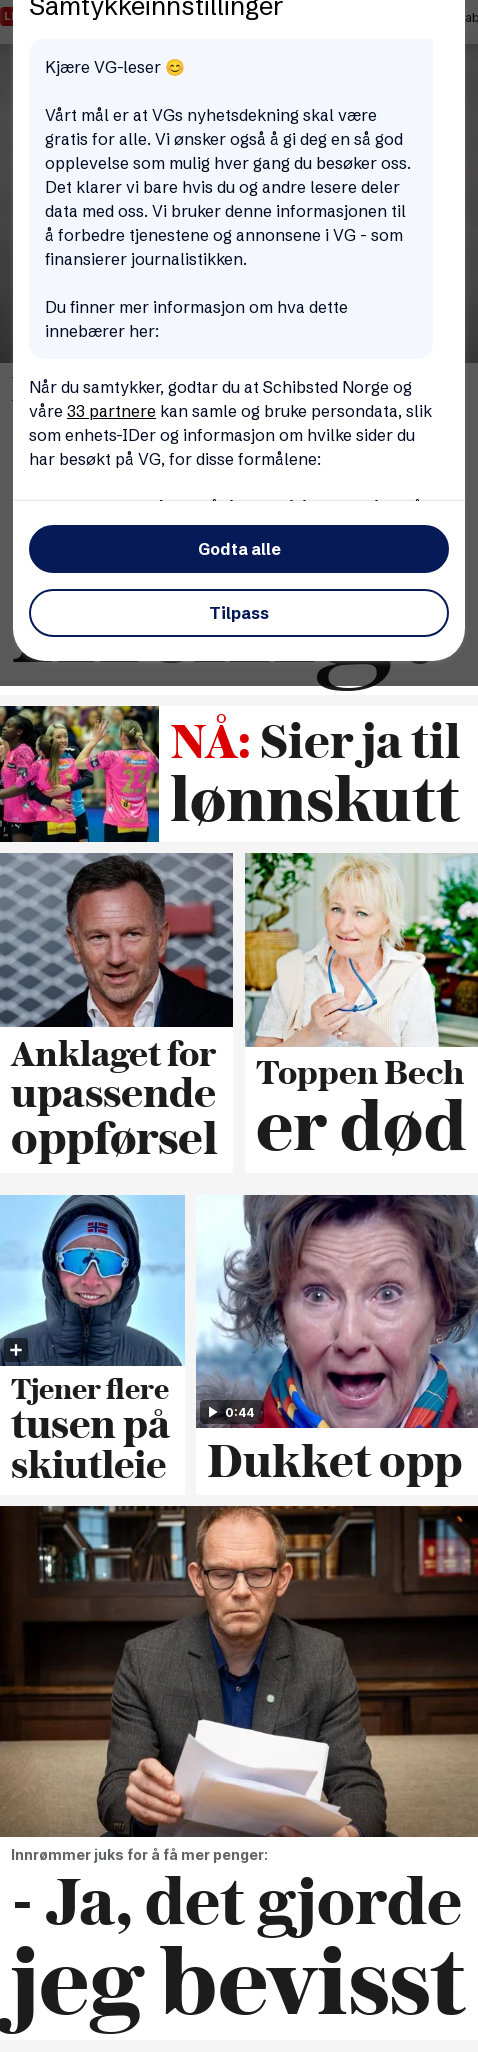 Samtykkeinnstillinger
Kjære VG-leser 😊
Vårt mål er at VGs nyhetsdekning skal være
gratis for alle. Vi ønsker også å gi deg en så god
opplevelse som mulig hver gang du besøker oss.
Det klarer vi bare hvis du og andre lesere deler
data med oss. Vi bruker denne informasjonen til
å forbedre tjenestene og annonsene i VG - som
finansierer journalistikken.
Du finner mer informasjon om hva dette
innebærer her:
Når du samtykker, godtar du at Schibsted Norge og
våre 33 partnere kan samle og bruke persondata, slik
som enhets-IDer og informasjon om hvilke sider du
har besøkt på VG, for disse formålene:
Godta alle
Tilpass
NÅ: Sier ja til
lønnskutt
Anklaget for
upassende
oppførsel
Toppen Bech
er død
Tjener flere
tusen på
skiutleie
0:44
Dukket opp
Innrømmer juks for å få mer penger:
- Ja, det gjorde
jeg bevisst